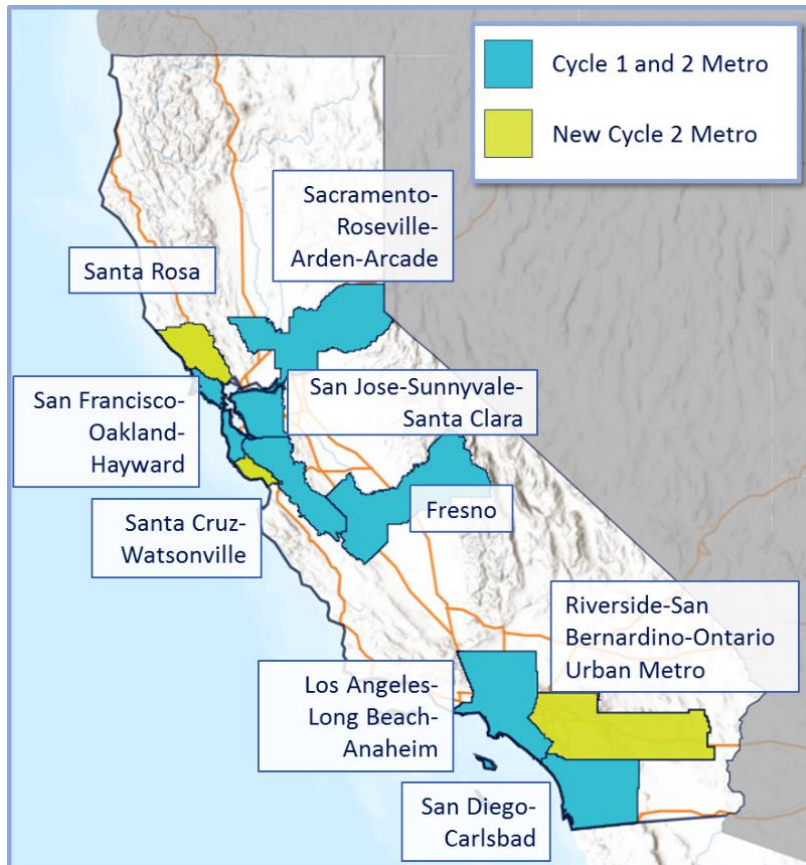 Cycle 1 and 2 Metro
New Cycle 2 Metro
Sacramento-
Roseville-
Arden-Arcade
Santa Rosa
San Francisco-
Oakland-
Hayward
San Jose-Sunnyvale-
Santa Clara
Santa Cruz-
Watsonville
Fresno
Riverside-San
Bernardino-Ontario
Urban Metro
Los Angeles-
Long Beach-
Anaheim
San Diego-
Carlsbad